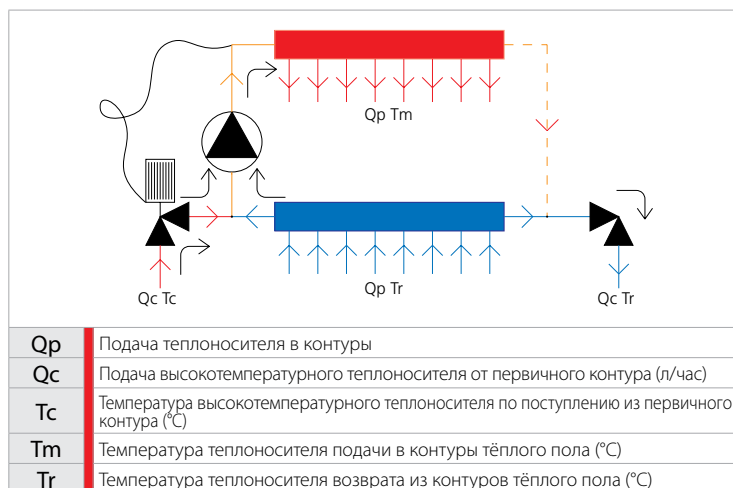 Qp Tm
Qp Tr
Qc Tc
Qc Tr
Qp Подача теплоносителя в контуры
Qc Подача высокотемпературного теплоносителя от первичного контура (л/час)
Tc Температура высокотемпературного теплоносителя по поступлению из первичного
контура (°C)
Tm Температура теплоносителя подачи в контуры тёплого пола (°C)
Tr Температура теплоносителя возврата из контуров тёплого пола (°C)